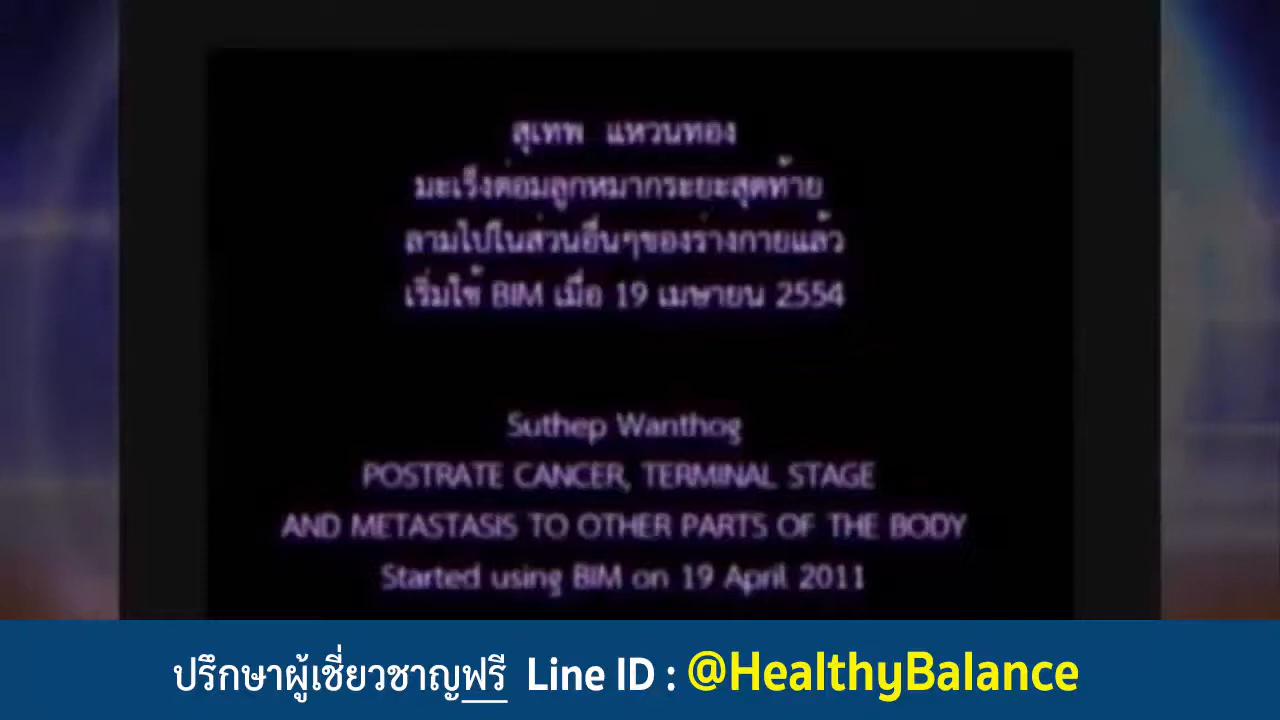 สุเทพ แหวนทอง
มะเร็งต่อมลูกหมากระยะสุดท้าย
ลามไปในส่วนอื่นๆของร่างกายแล้ว
เริ่มใช้ BIM เมื่อ 19 เมษายน 2554
Suthep Wanthog
POSTRATE CANCER, TERMINAL STAGE
AND METASTASIS TO OTHER PARTS OF THE BODY
Started using BIM on 19 April 2011
ปรึกษาผู้เชี่ยวชาญฟรี Line ID : @HealthyBalance